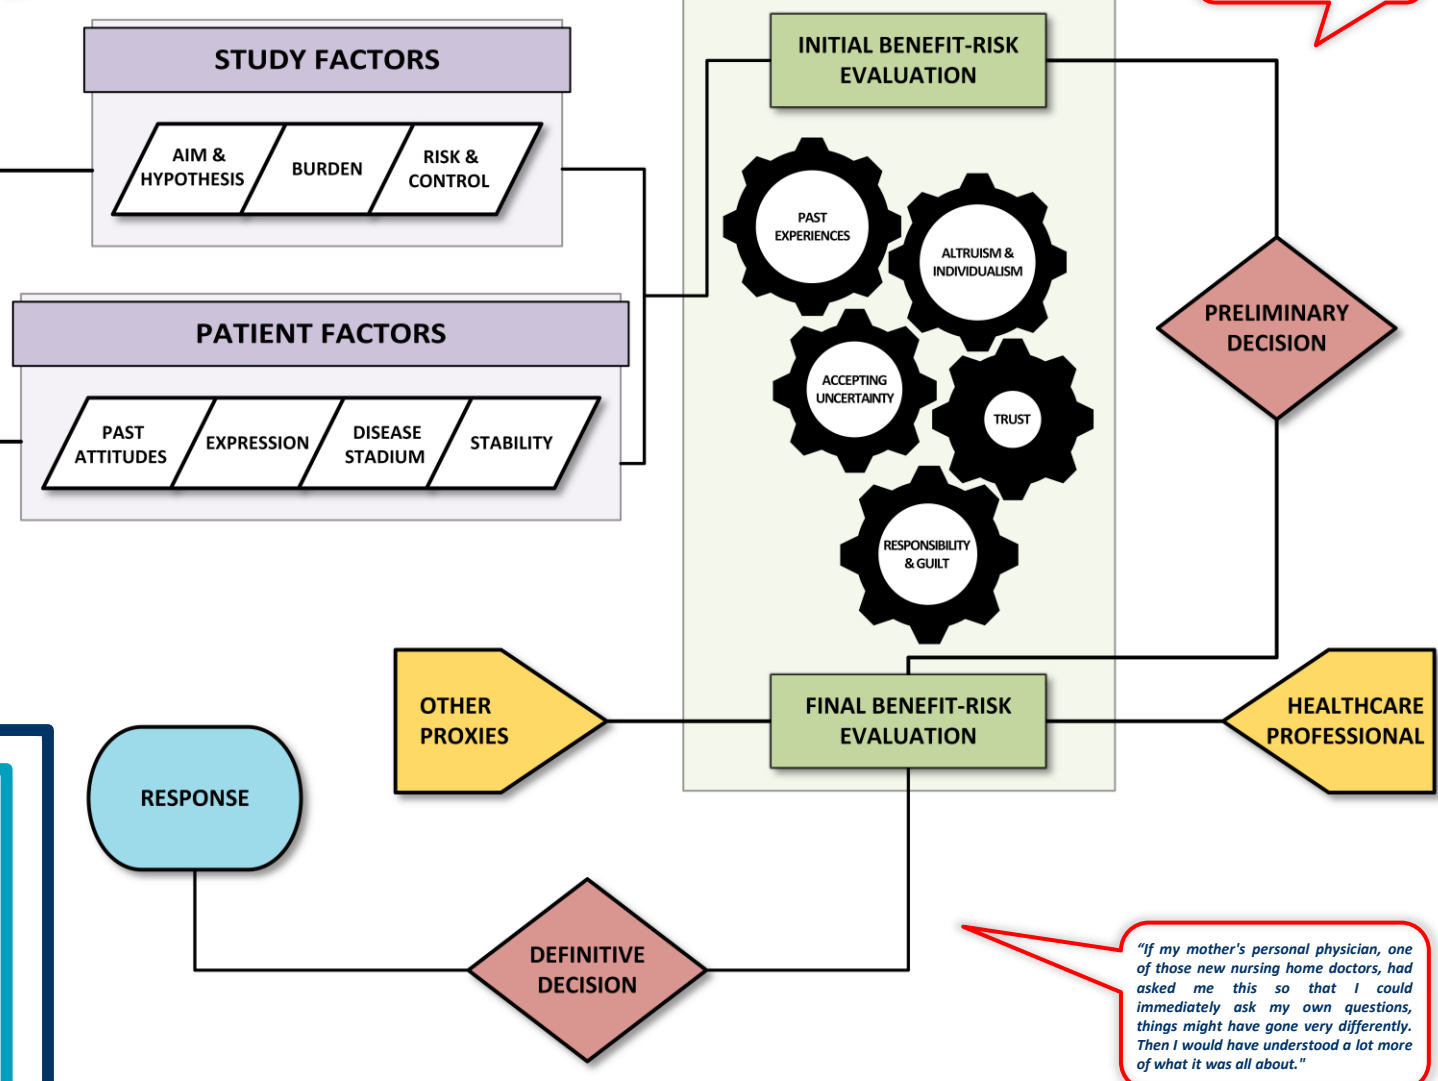 STUDY FACTORS
AIM &
HYPOTHESIS
BURDEN
RISK &
CONTROL
PATIENT FACTORS
PAST
ATTITUDES
EXPRESSION
DISEASE
STADIUM
STABILITY
INITIAL BENEFIT-RISK
EVALUATION
PAST
EXPERIENCES
ALTRUISM &
INDIVIDUALISM
ACCEPTING
UNCERTAINTY
TRUST
RESPONSIBILITY
& GUILT
PRELIMINARY
DECISION
OTHER
PROXIES
FINAL BENEFIT-RISK
EVALUATION
HEALTHCARE
PROFESSIONAL
RESPONSE
DEFINITIVE
DECISION
“If my mother's personal physician, one
of those new nursing home doctors, had
asked me this so that I could
immediately ask my own questions,
things might have gone very differently.
Then I would have understood a lot more
of what it was all about."